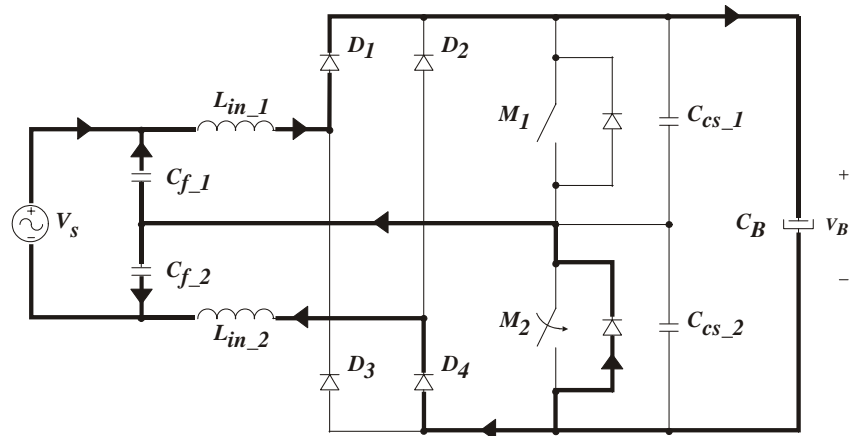 D1
D2
Lin_1
M1
Ccs_1
Cf_1
+
+
Vs
−
CB
VB
Cf_2
−
Lin_2
M2
Ccs_2
D3
D4